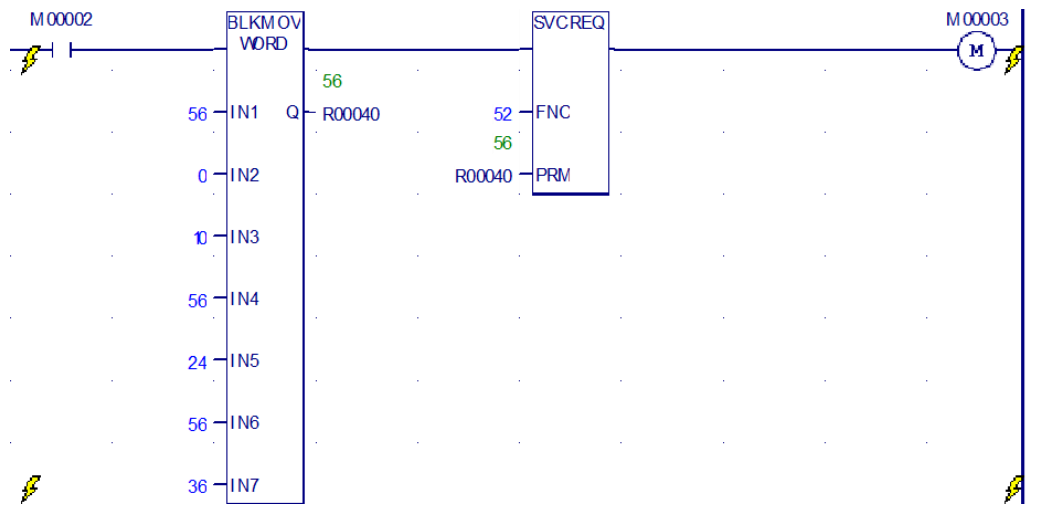 M00002 BLKMOV SVCREQ M00003
WORD M
56
56 IN1 Q R00040 52 FNC
56
0 IN2 R00040 PRM
10 IN3
56 IN4
24 IN5
56 IN6
36 IN7